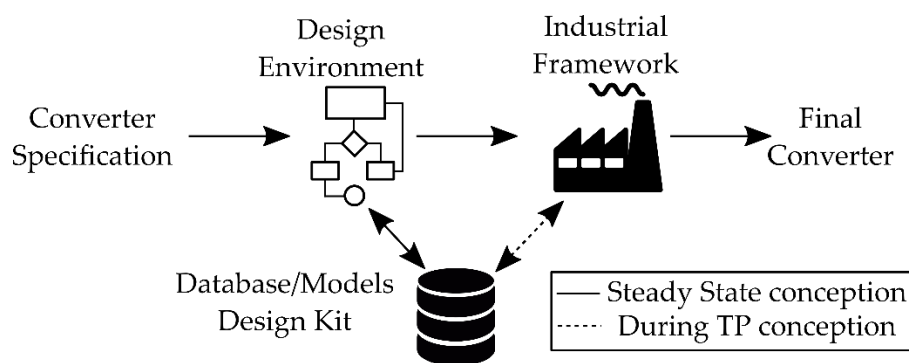 Design
Environment
Industrial
Framework
Converter
Specification
Final
Converter
Database/Models
Design Kit
Steady State conception
During TP conception